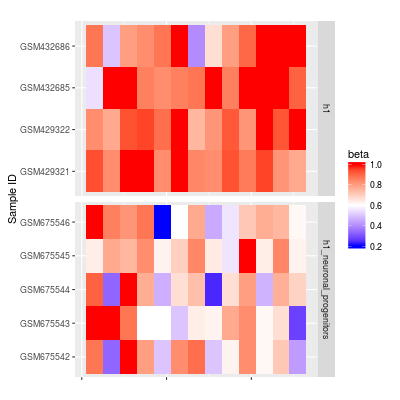 GSM432686
GSM432685
GSM429322
GSM429321
h1
GSM675546
GSM675545
GSM675544
GSM675543
GSM675542
h1_neuronal_progenitors
Sample ID
beta
1.0
0.8
0.6
0.4
0.2